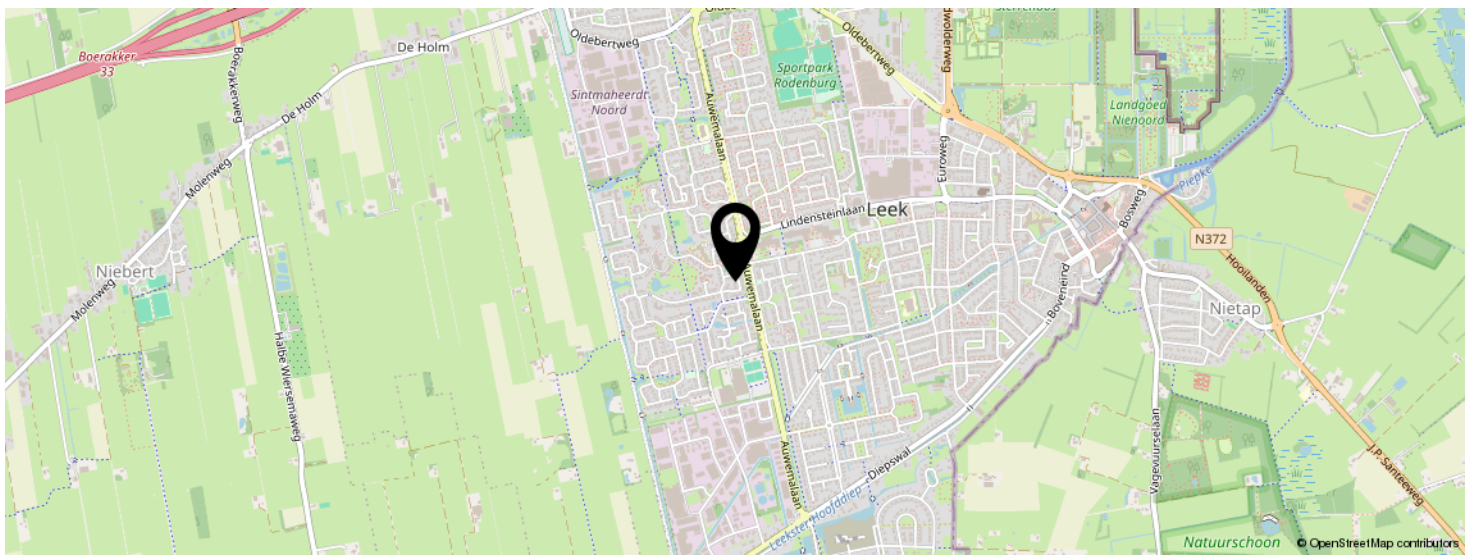 Sterrenbos
Oldebertweg
De Holm
Boerakker
33
Boerakkerweg
Oldebertweg
Sportpark
Rodenburg
Sintmaheerdt
Noord
De Holm
Auwemalaan
Landgoed
Nienoord
Euroweg
Molenweg
Piepke
Lindensteinlaan
Leek
Bosweg
N372
Hooilanden
Niebert
Molenweg
Auwemalaan
Boveneind
Nietap
Halbe Wiersemaweg
Vagevuurselaan
J.P. Santeeweg
Auwemalaan
Diepswal
Leekster Hoofddiep
Natuurschoon
© OpenStreetMap contributors